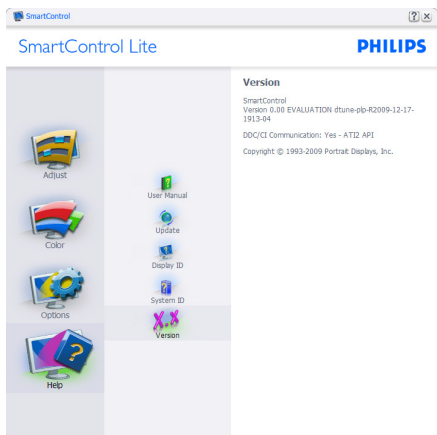 SmartControl
SmartControl Lite
PHILIPS
Adjust
Color
Options
Help
User Manual
Update
Display ID
System ID
X.X
Version
Version
SmartControl
Version 0.00 EVALUATION dtune-plp-R2009-12-17-
1913-04
DDC/CI Communication: Yes - ATI2 API
Copyright © 1993-2009 Portrait Displays, Inc.